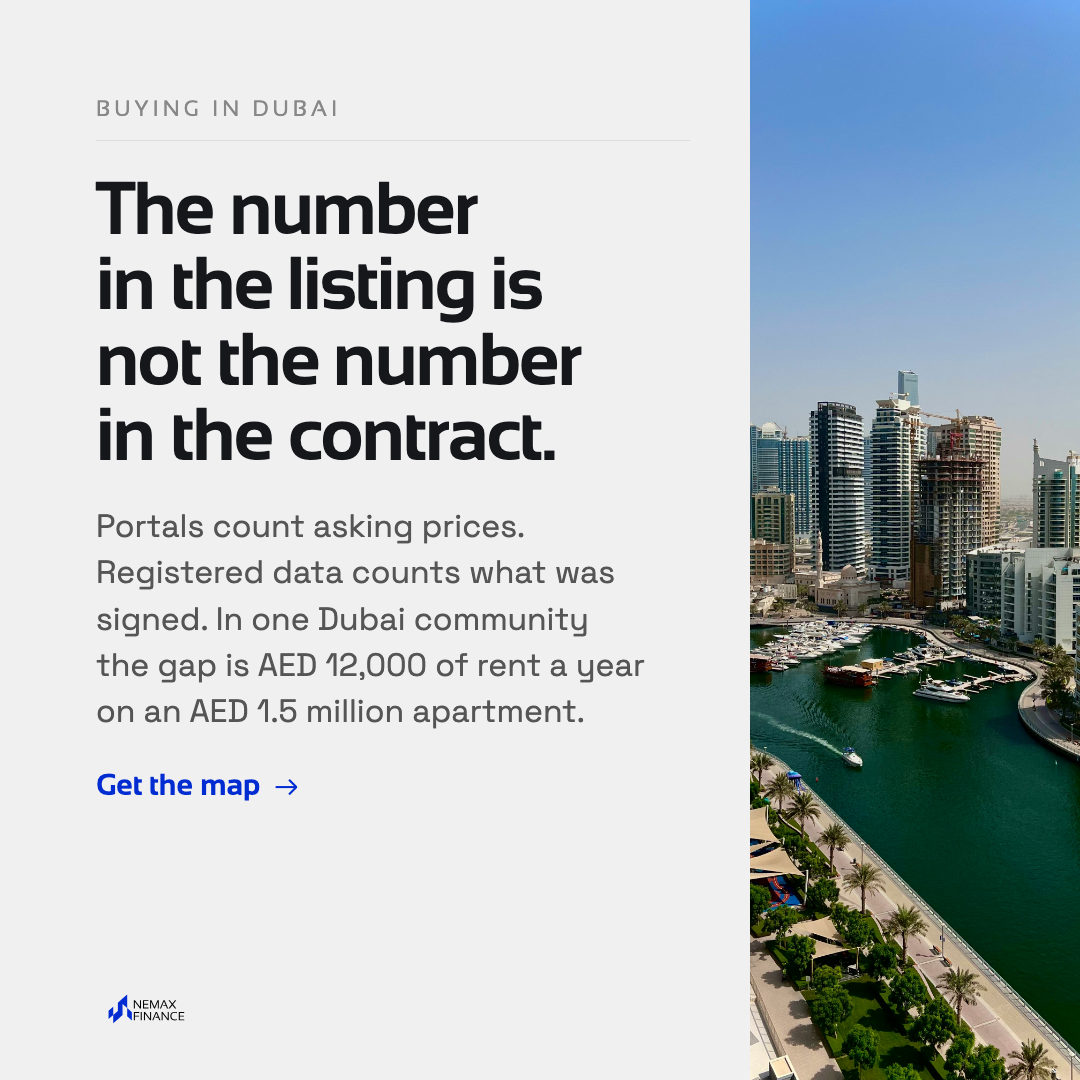 BUYING IN DUBAI
The number
in the listing is
not the number
in the contract.
Portals count asking prices.
Registered data counts what was
signed. In one Dubai community
the gap is AED 12,000 of rent a year
on an AED 1.5 million apartment.
Get the map →
NEMAX
FINANCE